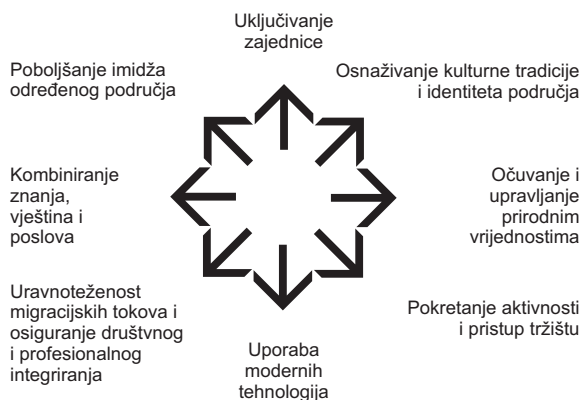 Uključivanje
zajednice
Poboljšanje imidža
određenog područja
Osnaživanje kulturne tradicije
i identiteta područja
Kombiniranje
znanja,
vještina i
poslova
Očuvanje i
upravljanje
prirodnim
vrijednostima
Uravnoteženost
migracijskih tokova i
osiguranje društvnog
i profesionalnog
integriranja
Pokretanje aktivnosti
i pristup tržištu
Uporaba
modernih
tehnologija